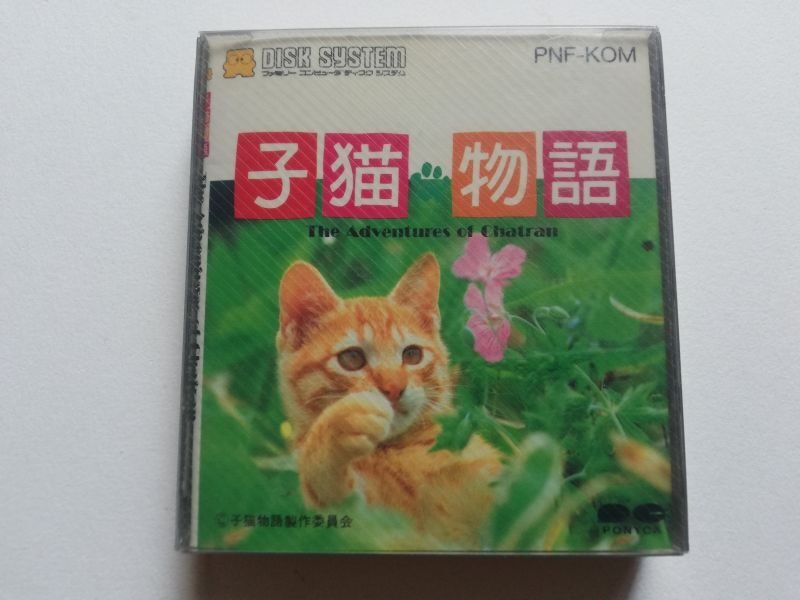 DISK SYSTEM
PNF-KOM
ファミリー コンピュータ ディスク システム
子猫物語
The Adventures of Chatran
©子猫物語製作委員会
PONYCA